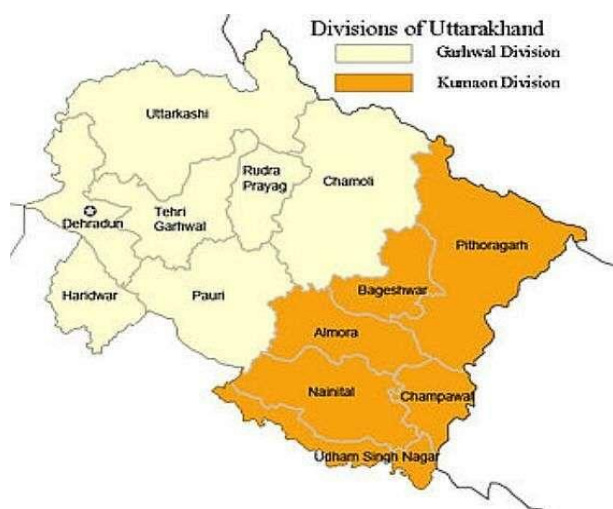 Divisions of Uttarakhand
Garhwal Division
Kumaon Division
Uttarkashi
Rudra
Prayag
Chamoli
Tehri
Garhwal
Dehradun
Pithoragarh
Haridwar
Pauri
Bageshwar
Almora
Nainital
Champawat
Udham Singh Nagar